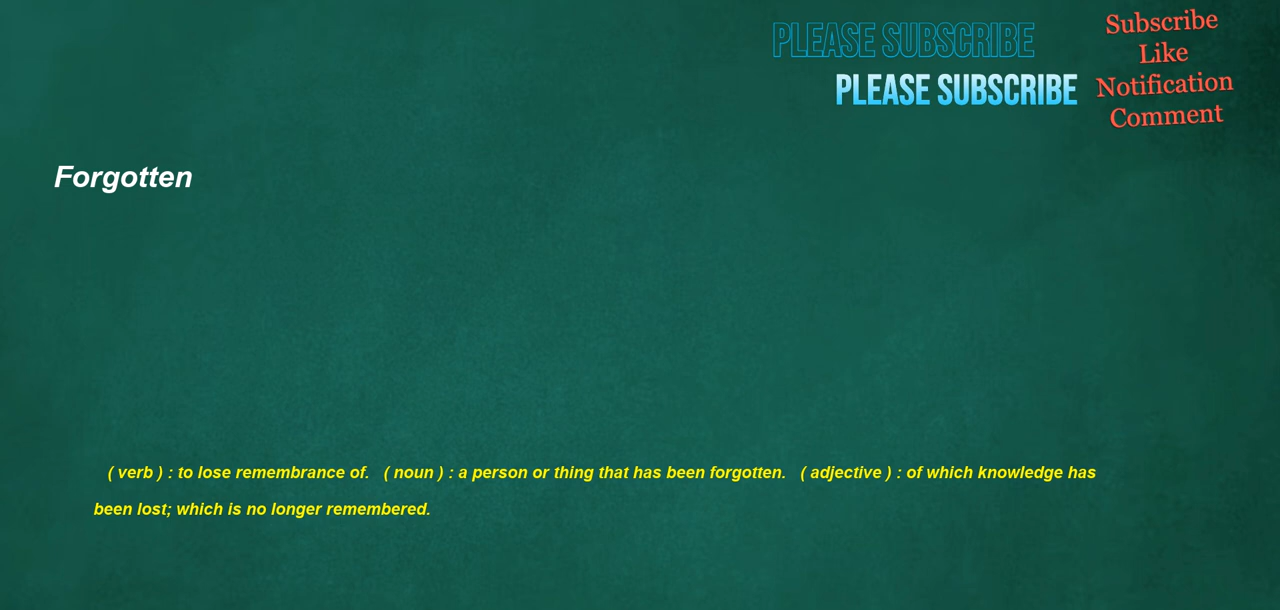 PLEASE SUBSCRIBE
PLEASE SUBSCRIBE
Subscribe
Like
Notification
Comment
Forgotten
( verb ) : to lose remembrance of. ( noun ) : a person or thing that has been forgotten. ( adjective ) : of which knowledge has
been lost; which is no longer remembered.